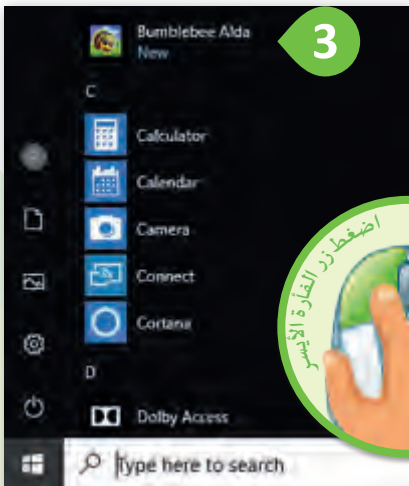 Bumblebee Alda
New
3
C
Calculator
Calendar
Camera
Connect
Cortana
D
Dolby Access
Type here to search
اضغط زر الفأرة الأيسر